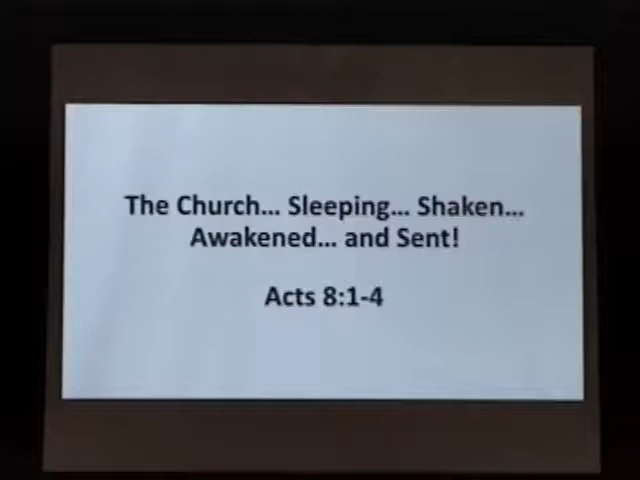 The Church... Sleeping... Shaken...
Awakened... and Sent!
Acts 8:1-4